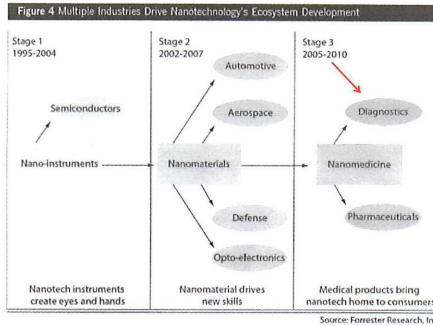 Figure 4 Multiple Industries Drive Nanotechnology's Ecosystem Development
Stage 1
1995-2004
Semiconductors
Nano-instruments
Nanotech instruments
create eyes and hands
Stage 2
2002-2007
Automotive
Aerospace
Nanomaterials
Defense
Opto-electronics
Nanomaterial drives
new skills
Stage 3
2005-2010
Diagnostics
Nanomedicine
Pharmaceuticals
Medical products bring
nanotech home to consumers
Source: Forrester Research, In